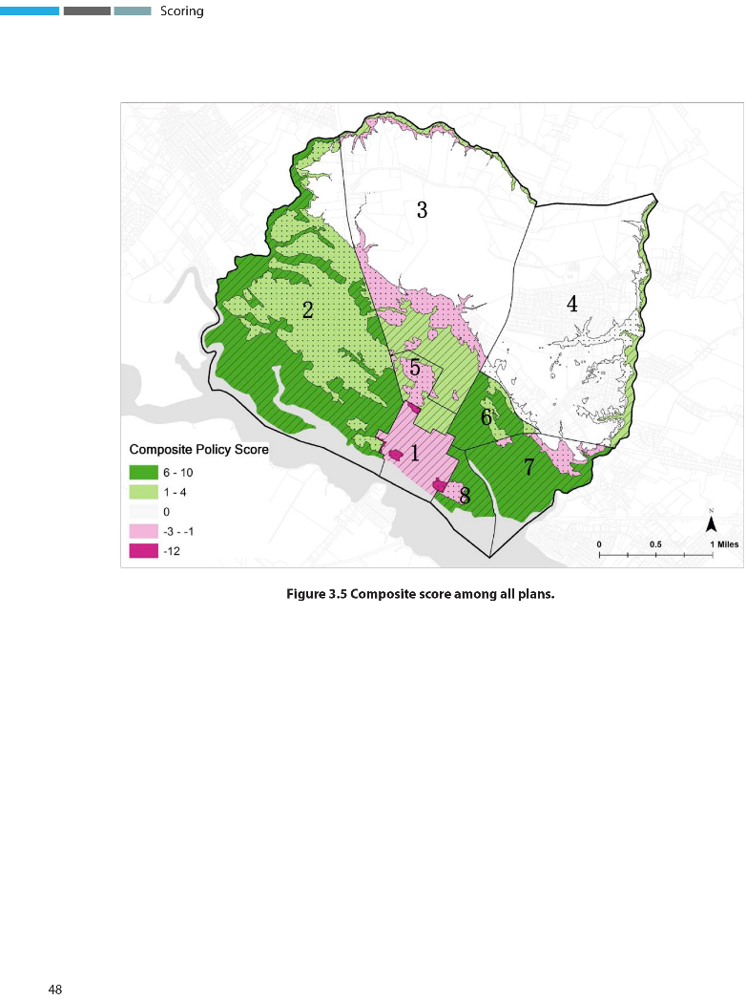 Scoring
3
4
2
5
6
1
7
8
Composite Policy Score
6 - 10
1 - 4
0
-3 - -1
-12
N
0 0.5 1 Miles
Figure 3.5 Composite score among all plans.
48